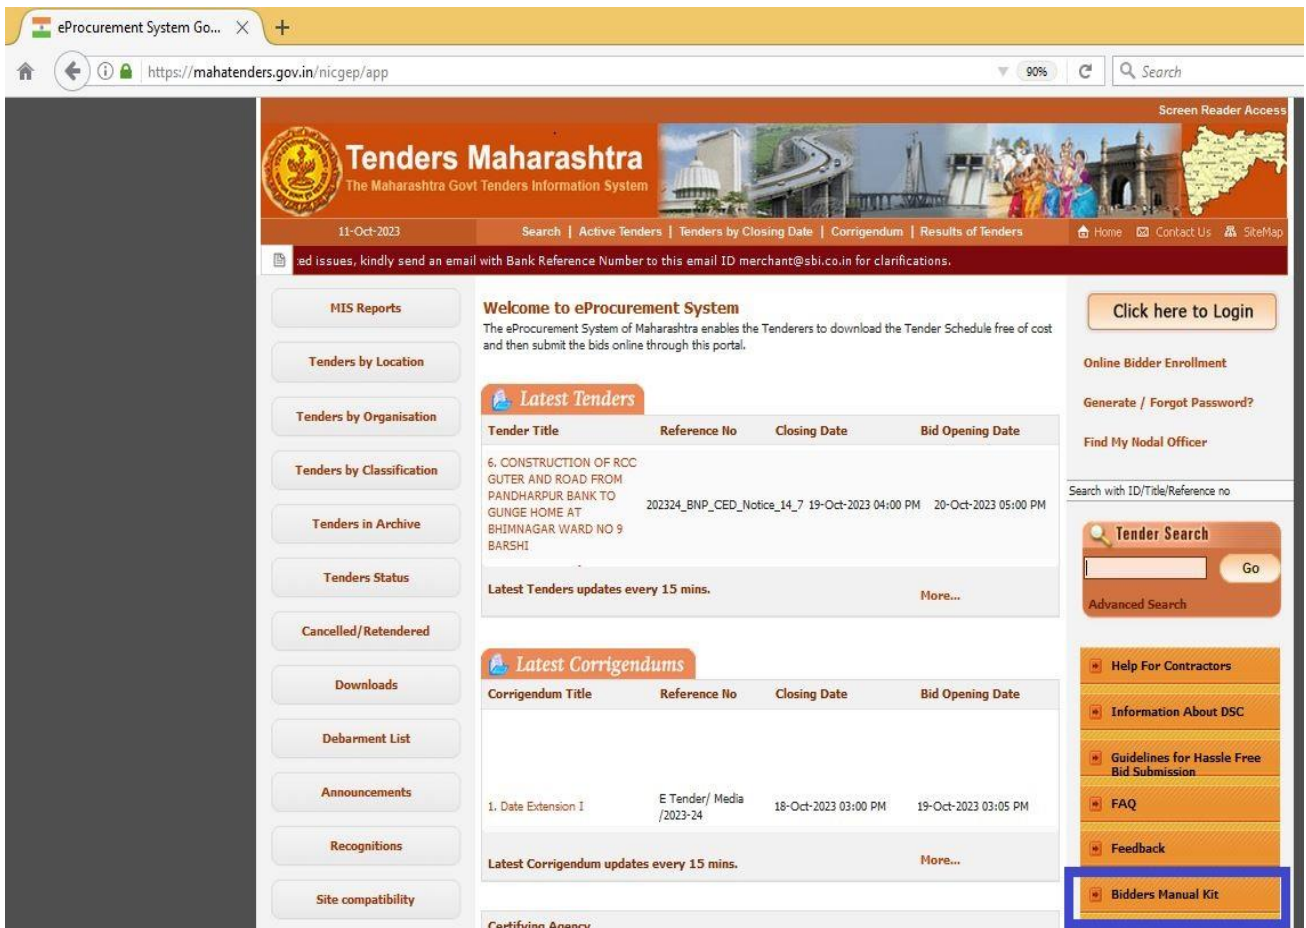 eProcurement System Go...
https://mahatenders.gov.in/nicgep/app
90%
Search
Screen Reader Access
Tenders Maharashtra
The Maharashtra Govt Tenders Information System
11-Oct-2023
Search | Active Tenders | Tenders by Closing Date | Corrigendum | Results of Tenders
Home Contact Us SiteMap
ed issues, kindly send an email with Bank Reference Number to this email ID merchant@sbi.co.in for clarifications.
MIS Reports
Tenders by Location
Tenders by Organisation
Tenders by Classification
Tenders in Archive
Tenders Status
Cancelled/Retendered
Downloads
Debarment List
Announcements
Recognitions
Site compatibility
Welcome to eProcurement System
The eProcurement System of Maharashtra enables the Tenderers to download the Tender Schedule free of cost
and then submit the bids online through this portal.
Latest Tenders
Tender Title Reference No Closing Date Bid Opening Date
6. CONSTRUCTION OF RCC
GUTER AND ROAD FROM
PANDHARPUR BANK TO
GUNGE HOME AT
BHIMNAGAR WARD NO 9
BARSHI
202324_BNP_CED_Notice_14_7 19-Oct-2023 04:00 PM 20-Oct-2023 05:00 PM
Latest Tenders updates every 15 mins.
More...
Latest Corrigendums
Corrigendum Title Reference No Closing Date Bid Opening Date
1. Date Extension I
E Tender/ Media
/2023-24
18-Oct-2023 03:00 PM 19-Oct-2023 03:05 PM
Latest Corrigendum updates every 15 mins.
More...
Certifying Agency
Click here to Login
Online Bidder Enrollment
Generate / Forgot Password?
Find My Nodal Officer
Search with ID/Title/Reference no
Tender Search
Go
Advanced Search
Help For Contractors
Information About DSC
Guidelines for Hassle Free
Bid Submission
FAQ
Feedback
Bidders Manual Kit